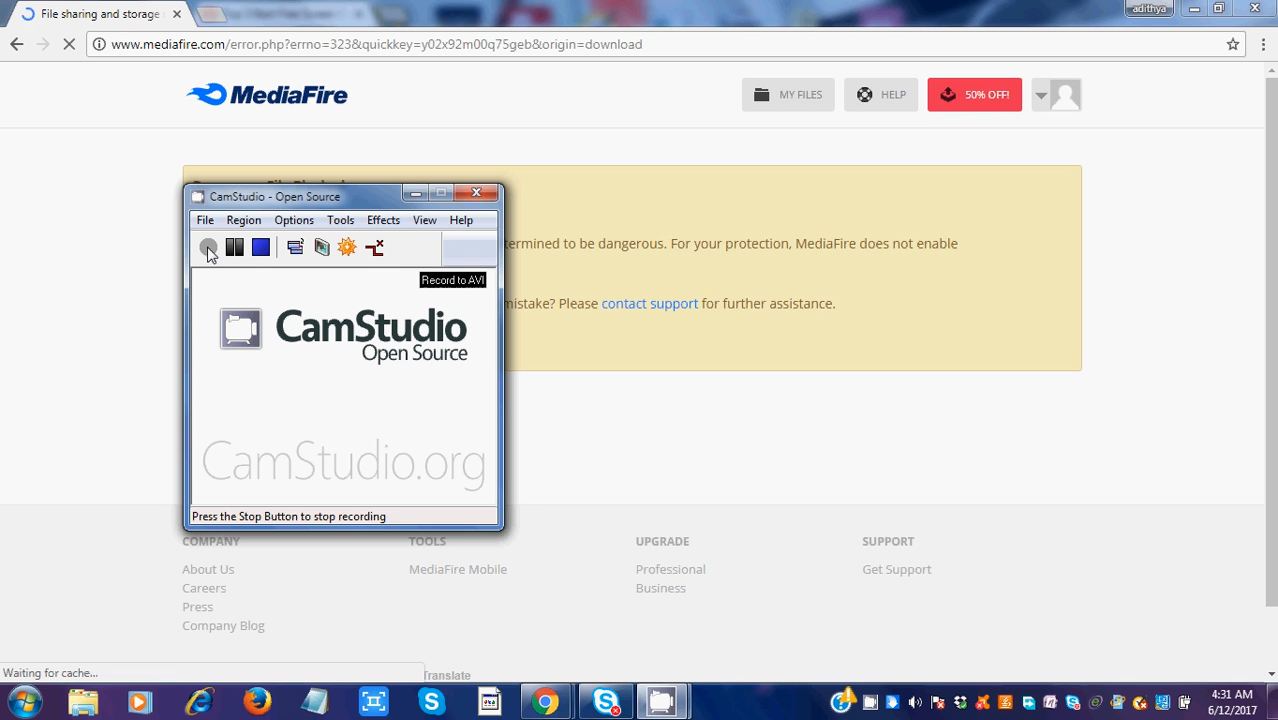 File sharing and storage
adithya
www.mediafire.com/error.php?errno=323&quickkey=y02x92m00q75geb&origin=download
MediaFire
MY FILES
HELP
50% OFF!
CamStudio - Open Source
File Region Options Tools Effects View Help
termined to be dangerous. For your protection, MediaFire does not enable
Record to AVI
mistake? Please contact support for further assistance.
CamStudio
Open Source
CamStudio.org
Press the Stop Button to stop recording
COMPANY
About Us
Careers
Press
Company Blog
TOOLS
MediaFire Mobile
UPGRADE
Professional
Business
SUPPORT
Get Support
Waiting for cache...
Translate
4:31 AM
6/12/2017